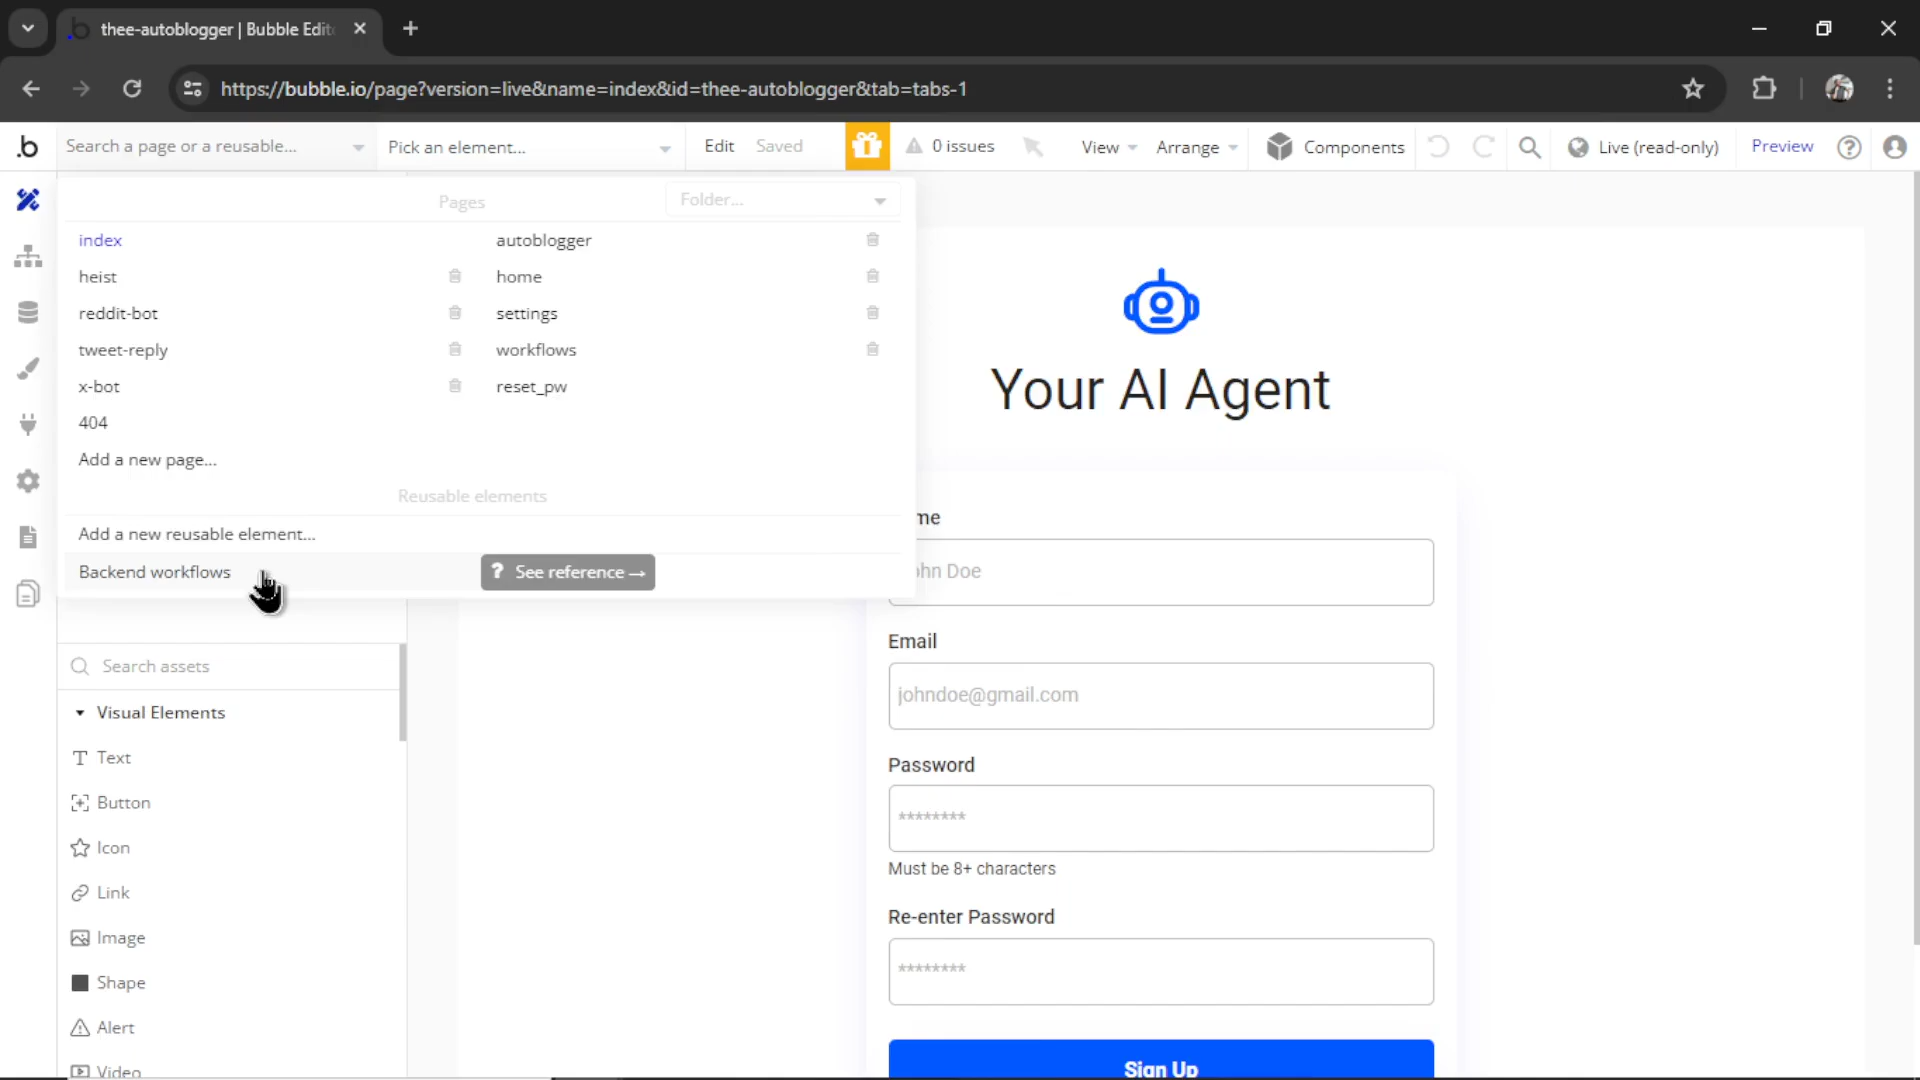 thee-autoblogger | Bubble Edit
https://bubble.io/page?version=live&name=index&id=thee-autoblogger&tab=tabs-1
.b
Search a page or a reusable...
Pick an element...
Edit
Saved
0 issues
View
Arrange
Components
Live (read-only)
Preview
Pages
Folder...
index
autoblogger
heist
home
reddit-bot
settings
tweet-reply
workflows
x-bot
reset_pw
404
Add a new page...
Reusable elements
Add a new reusable element...
Backend workflows
? See reference →
Search assets
Visual Elements
Text
Button
Icon
Link
Image
Shape
Alert
Video
Your AI Agent
me
hn Doe
Email
johndoe@gmail.com
Password
********
Must be 8+ characters
Re-enter Password
********
Sign Up